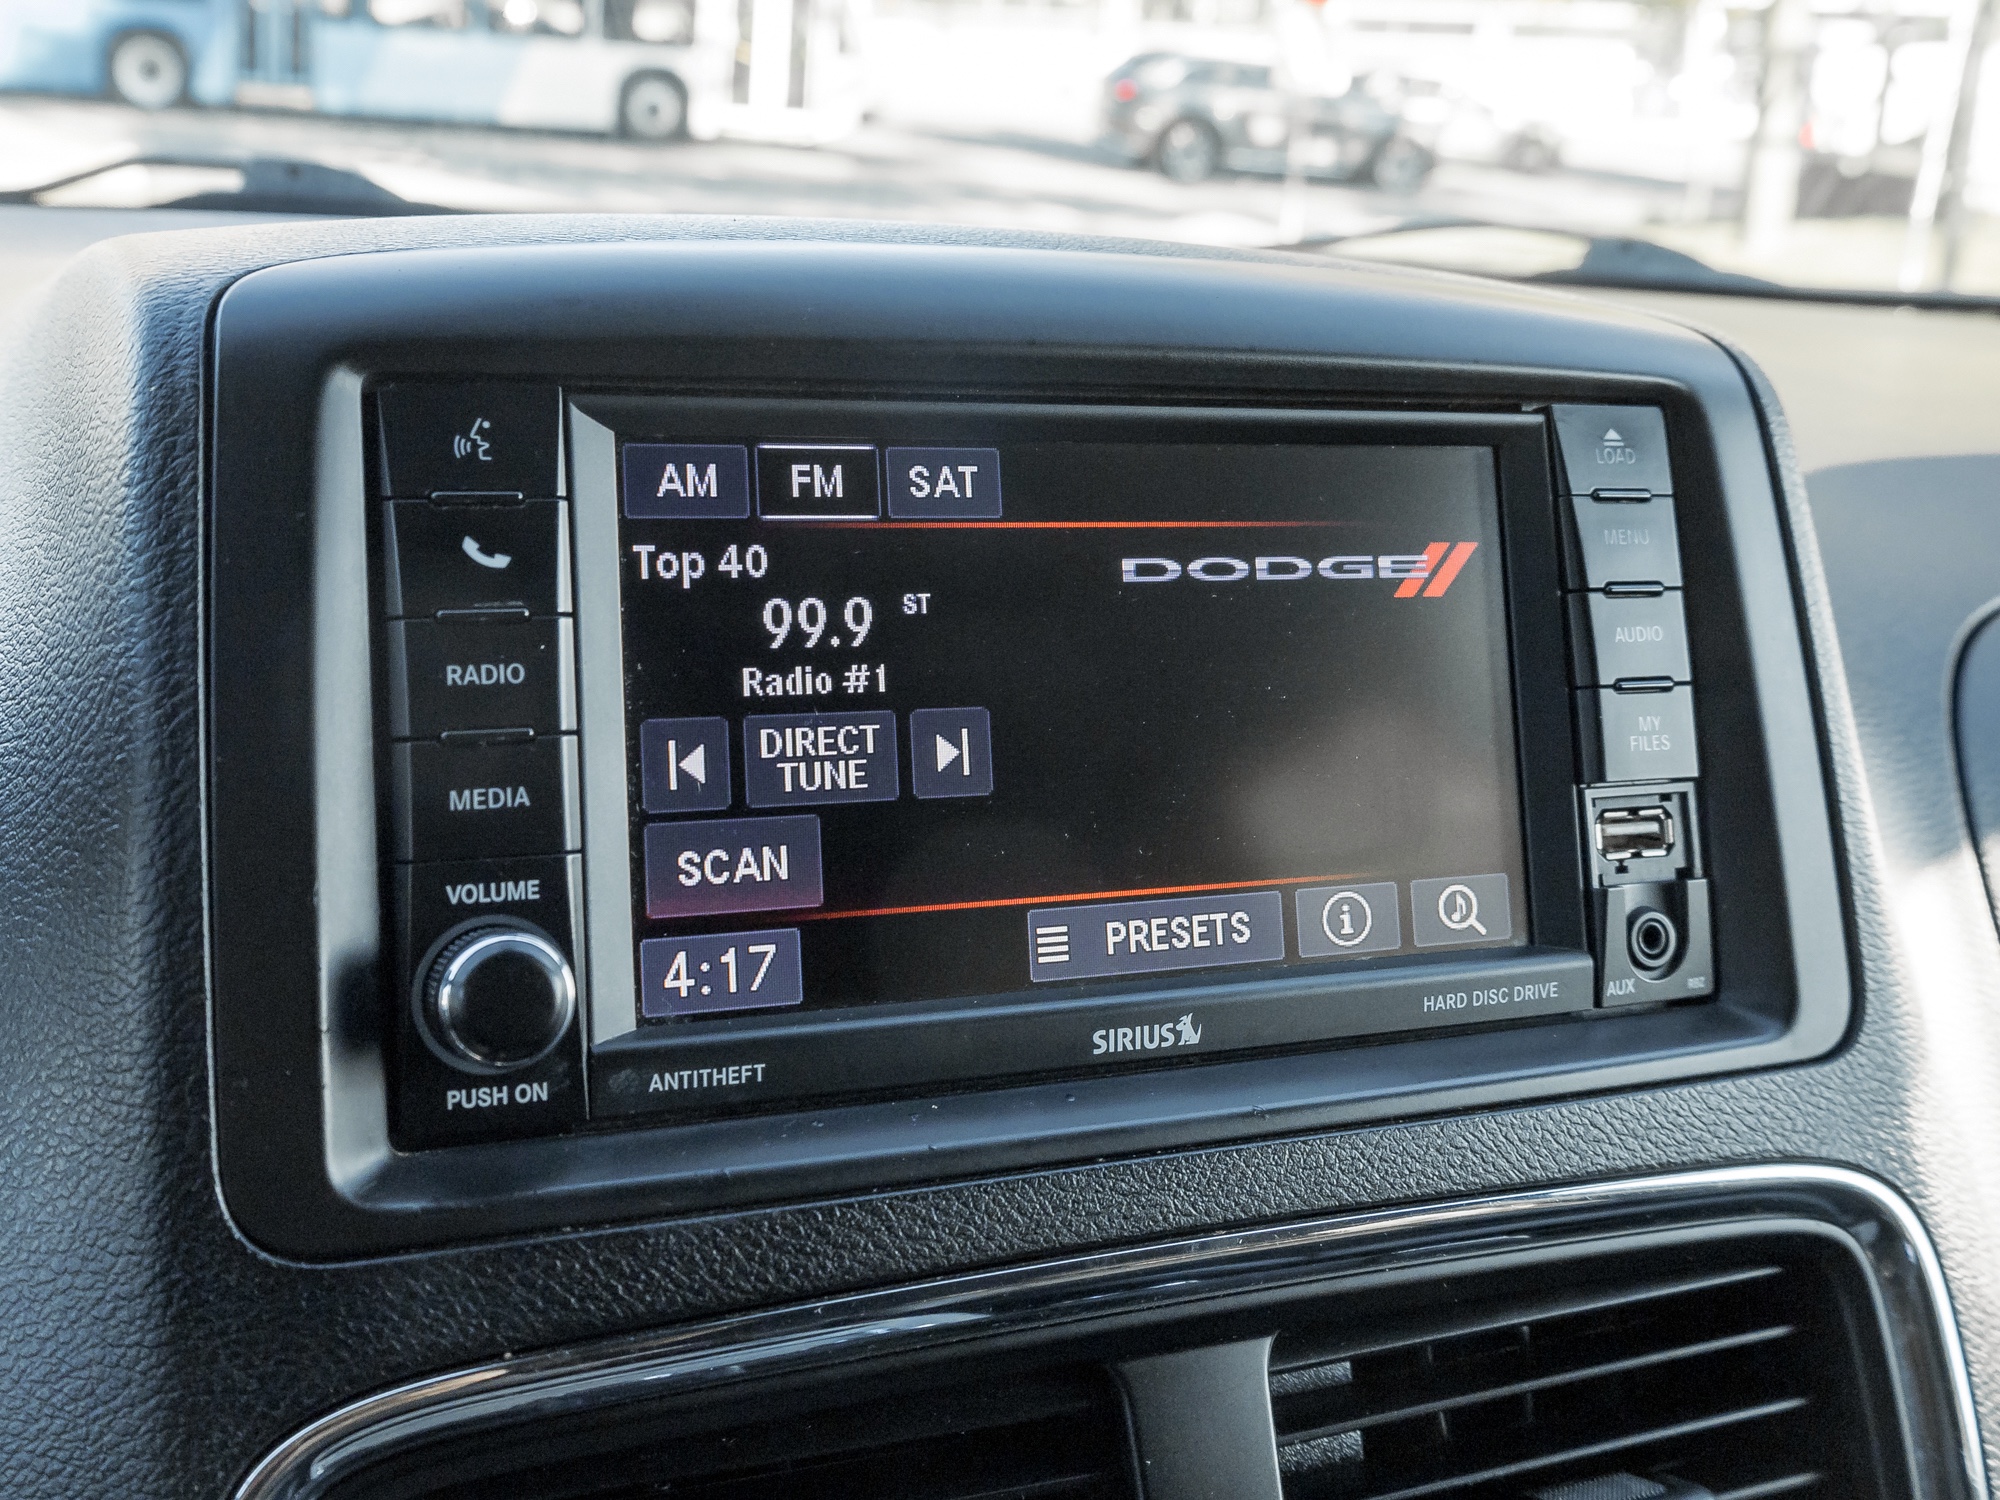 AM FM SAT
Top 40
DODGE
99.9 ST
Radio #1
DIRECT
TUNE
SCAN
4:17
PRESETS
i
RADIO
MEDIA
VOLUME
PUSH ON
LOAD
MENU
AUDIO
MY
FILES
AUX
RBZ
HARD DISC DRIVE
SIRIUS
ANTITHEFT